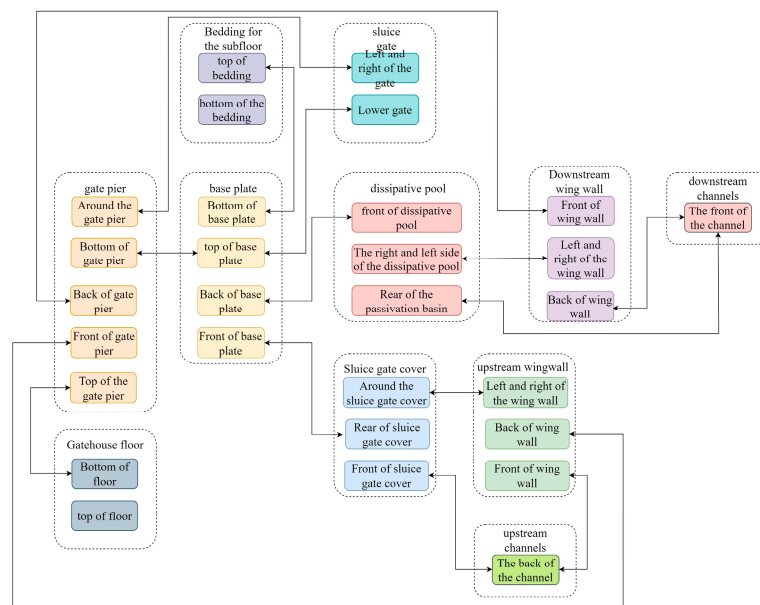 Bedding for
the subfloor
top of
bedding
bottom of the
bedding
sluice
gate
Left and
right of the
gate
Lower gate
gate pier
Around the
gate pier
Bottom of
gate pier
Back of gate
pier
Front of gate
pier
Top of the
gate pier
base plate
Bottom of
base plate
top of base
plate
Back of base
plate
Front of base
plate
dissipative pool
front of dissipative
pool
The right and left side
of the dissipative pool
Rear of the
passivation basin
Downstream
wing wall
Front of
wing wall
Left and
right of the
wing wall
Back of wing
wall
downstream
channels
The front of
the channel
Sluice gate cover
Around the
sluice gate cover
Rear of sluice
gate cover
Front of sluice
gate cover
upstream wingwall
Left and right of
the wing wall
Back of wing
wall
Front of wing
wall
Gatehouse floor
Bottom of
floor
top of floor
upstream
channels
The back of
the channel